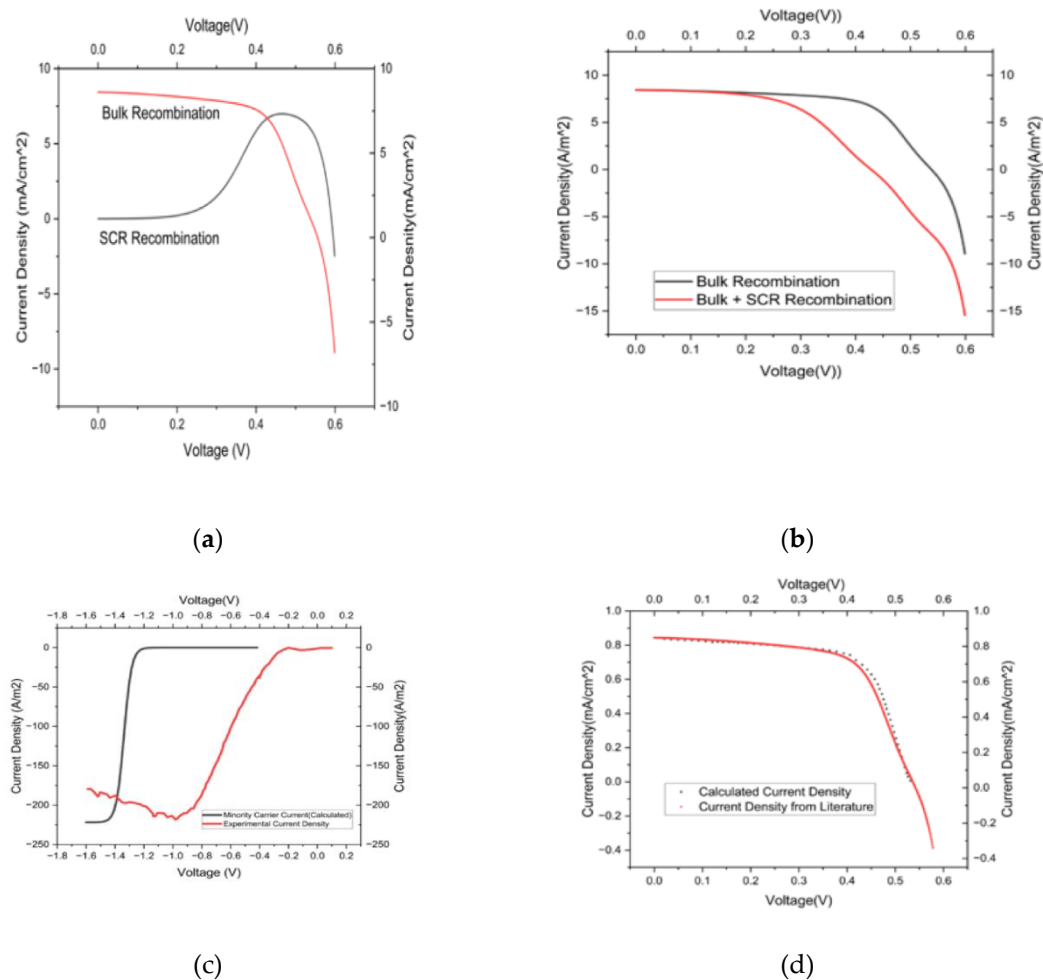 Voltage(V)
0.0 0.2 0.4 0.6
10
5
0
−5
−10
Current Density (mA/cm^2)
Bulk Recombination
SCR Recombination
10
5
0
−5
−10
Current Desnity(mA/cm^2)
0.0 0.2 0.4 0.6
Voltage (V)
(a)
Voltage(V))
0.0 0.1 0.2 0.3 0.4 0.5 0.6
10
5
0
−5
−10
−15
Current Density(A/m^2)
Bulk Recombination
Bulk + SCR Recombination
10
5
0
−5
−10
−15
Current Density(A/m^2)
0.0 0.1 0.2 0.3 0.4 0.5 0.6
Voltage(V))
(b)
Voltage(V)
−1.8 −1.6 −1.4 −1.2 −1.0 −0.8 −0.6 −0.4 −0.2 0.0 0.2
0
−50
−100
−150
−200
−250
Current Density (A/m2)
Minority Carrier Current(Calculated)
Experimental Current Density
0
−50
−100
−150
−200
−250
Current Density(A/m2)
−1.8 −1.6 −1.4 −1.2 −1.0 −0.8 −0.6 −0.4 −0.2 0.0 0.2
Voltage (V)
(c)
Voltage(V)
0.0 0.1 0.2 0.3 0.4 0.5 0.6
1.0
0.8
0.6
0.4
0.2
0.0
−0.2
−0.4
Current Density(mA/cm^2)
Calculated Current Density
Current Density from Literature
1.0
0.8
0.6
0.4
0.2
0.0
−0.2
−0.4
Current Density(mA/cm^2)
0.0 0.1 0.2 0.3 0.4 0.5 0.6
Voltage(V)
(d)